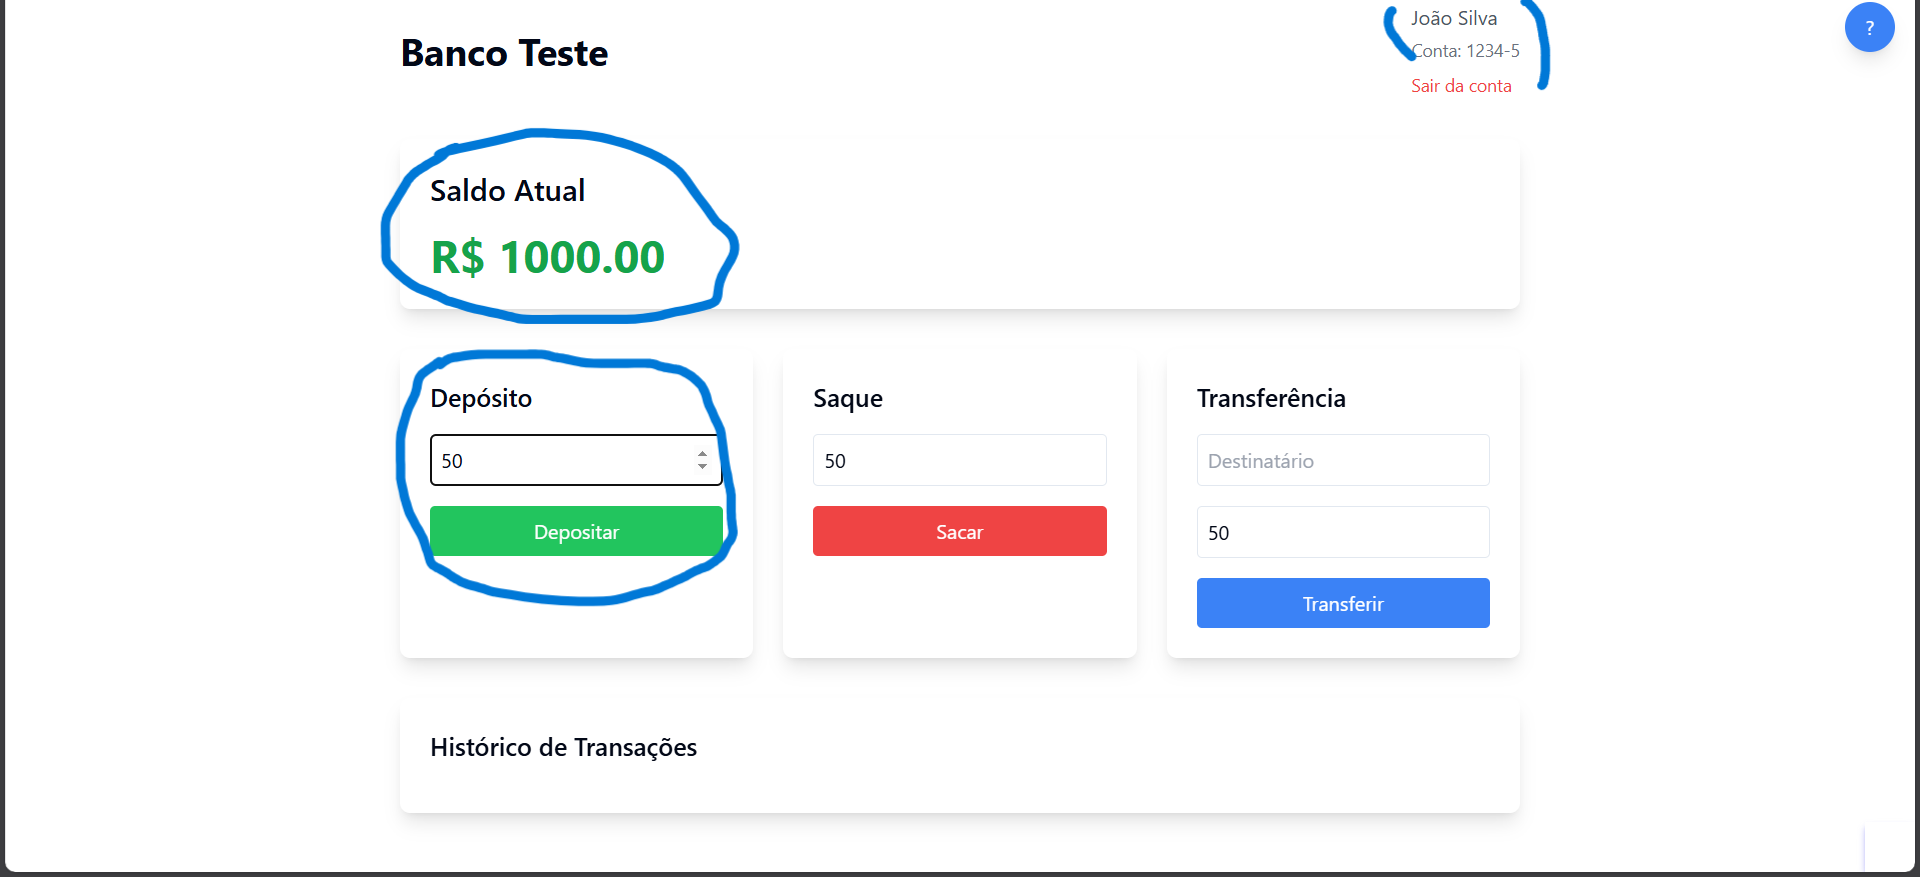 João Silva
Banco Teste
Conta: 1234-5
Sair da conta
?
Saldo Atual
R$ 1000.00
Depósito
50
Depositar
Saque
50
Sacar
Transferência
Destinatário
50
Transferir
Histórico de Transações